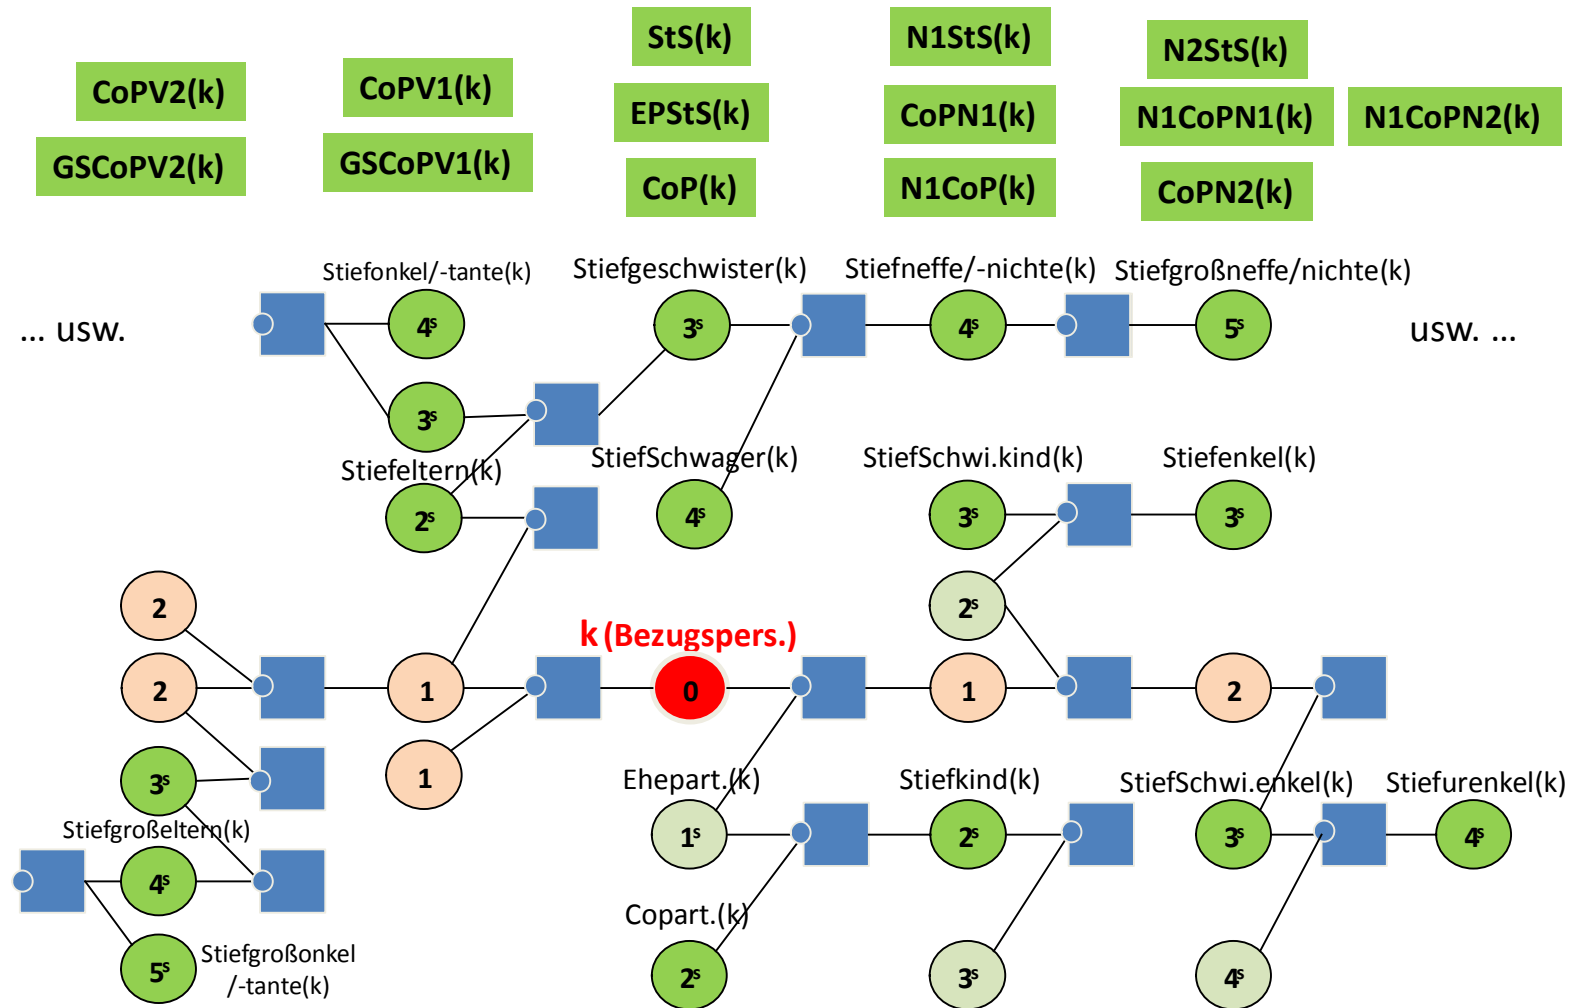 StS(k)
N1StS(k)
N2StS(k)
CoPV2(k)
CoPV1(k)
EPStS(k)
CoPN1(k)
N1CoPN1(k)
N1CoPN2(k)
GSCoPV2(k)
GSCoPV1(k)
CoP(k)
N1CoP(k)
CoPN2(k)
Stiefonkel/-tante(k)
Stiefgeschwister(k)
Stiefneffe/-nichte(k)
Stiefgroßneffe/nichte(k)
... usw.
4s
3s
4s
5s
usw. ...
3s
Stiefeltern(k)
StiefSchwager(k)
StiefSchwi.kind(k)
Stiefenkel(k)
2s
4s
3s
3s
2
2s
k (Bezugspers.)
2
1
0
1
2
1
3s
Ehepart.(k)
Stiefkind(k)
StiefSchwi.enkel(k)
Stiefurenkel(k)
Stiefgroßeltern(k)
1s
2s
3s
4s
4s
Copart.(k)
5s
Stiefgroßonkel
/-tante(k)
2s
3s
4s